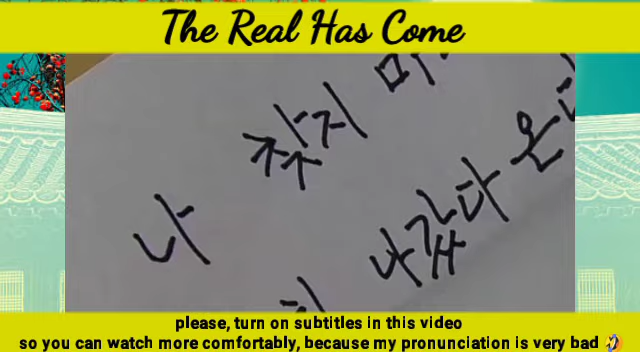 The Real Has Come
나 찾지
나갔다
please, turn on subtitles in this video
so you can watch more comfortably, because my pronunciation is very bad 🤣